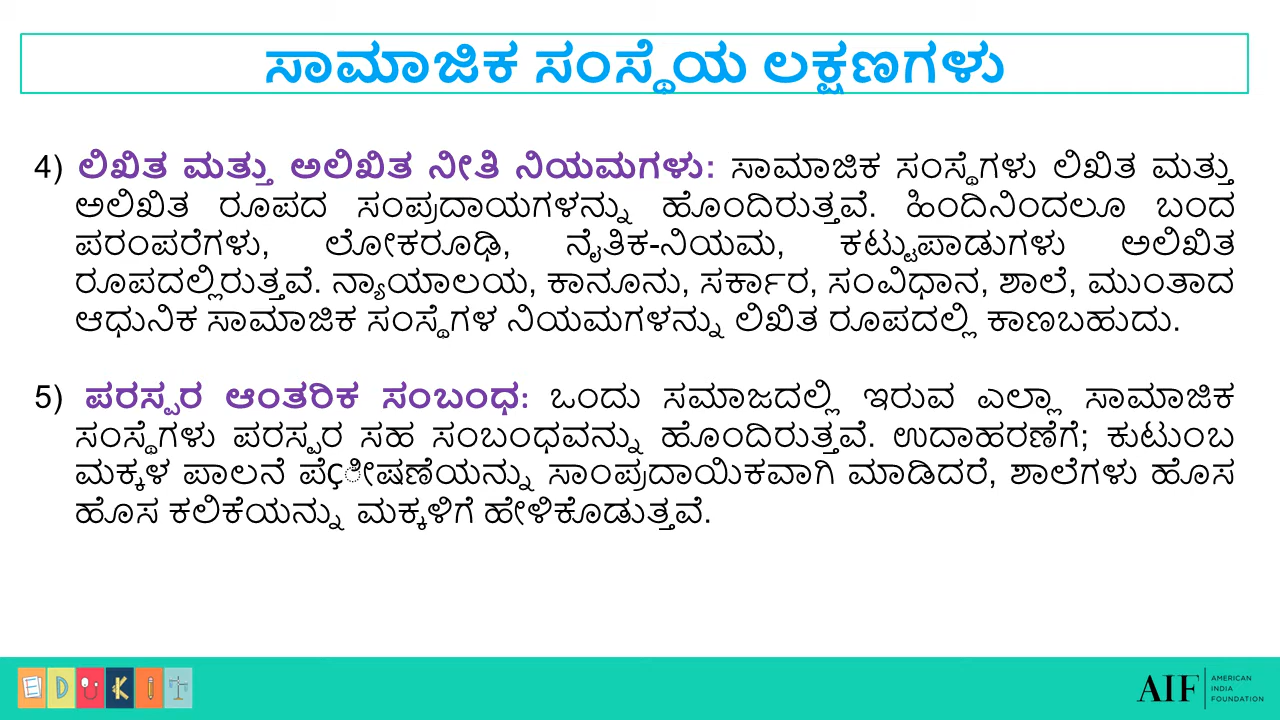 ಸಾಮಾಜಿಕ ಸಂಸ್ಥೆಯ ಲಕ್ಷಣಗಳು
4) ಲಿಖಿತ ಮತ್ತು ಅಲಿಖಿತ ನೀತಿ ನಿಯಮಗಳು: ಸಾಮಾಜಿಕ ಸಂಸ್ಥೆಗಳು ಲಿಖಿತ ಮತ್ತು
ಅಲಿಖಿತ ರೂಪದ ಸಂಪ್ರದಾಯಗಳನ್ನು ಹೊಂದಿರುತ್ತವೆ. ಹಿಂದಿನಿಂದಲೂ ಬಂದ
ಪರಂಪರೆಗಳು, ಲೋಕರೂಢಿ, ನೈತಿಕ-ನಿಯಮ, ಕಟ್ಟುಪಾಡುಗಳು ಅಲಿಖಿತ
ರೂಪದಲ್ಲಿರುತ್ತವೆ. ನ್ಯಾಯಾಲಯ, ಕಾನೂನು, ಸರ್ಕಾರ, ಸಂವಿಧಾನ, ಶಾಲೆ, ಮುಂತಾದ
ಆಧುನಿಕ ಸಾಮಾಜಿಕ ಸಂಸ್ಥೆಗಳ ನಿಯಮಗಳನ್ನು ಲಿಖಿತ ರೂಪದಲ್ಲಿ ಕಾಣಬಹುದು.
5) ಪರಸ್ಪರ ಆಂತರಿಕ ಸಂಬಂಧ: ಒಂದು ಸಮಾಜದಲ್ಲಿ ಇರುವ ಎಲ್ಲಾ ಸಾಮಾಜಿಕ
ಸಂಸ್ಥೆಗಳು ಪರಸ್ಪರ ಸಹ ಸಂಬಂಧವನ್ನು ಹೊಂದಿರುತ್ತವೆ. ಉದಾಹರಣೆಗೆ; ಕುಟುಂಬ
ಮಕ್ಕಳ ಪಾಲನೆ ಪೆÇೀಷಣೆಯನ್ನು ಸಾಂಪ್ರದಾಯಿಕವಾಗಿ ಮಾಡಿದರೆ, ಶಾಲೆಗಳು ಹೊಸ
ಹೊಸ ಕಲಿಕೆಯನ್ನು ಮಕ್ಕಳಿಗೆ ಹೇಳಿಕೊಡುತ್ತವೆ.
EDUKIT
AIF
AMERICAN
INDIA
FOUNDATION